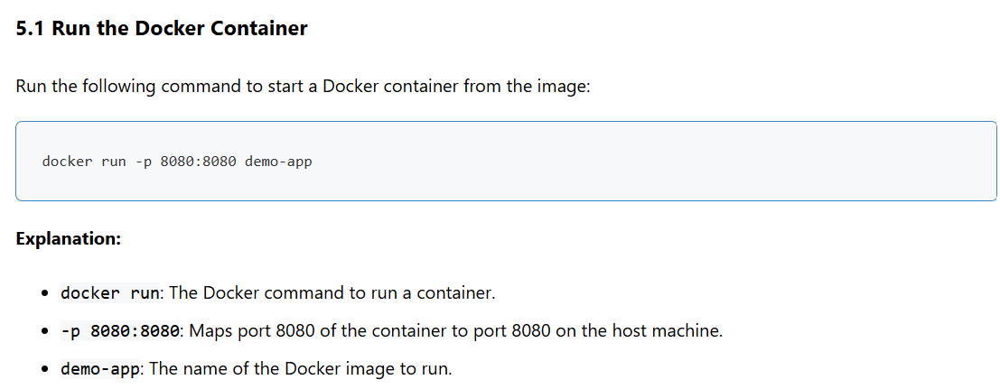 5.1 Run the Docker Container
Run the following command to start a Docker container from the image:
docker run -p 8080:8080 demo-app
Explanation:
• docker run: The Docker command to run a container.
• -p 8080:8080: Maps port 8080 of the container to port 8080 on the host machine.
• demo-app: The name of the Docker image to run.